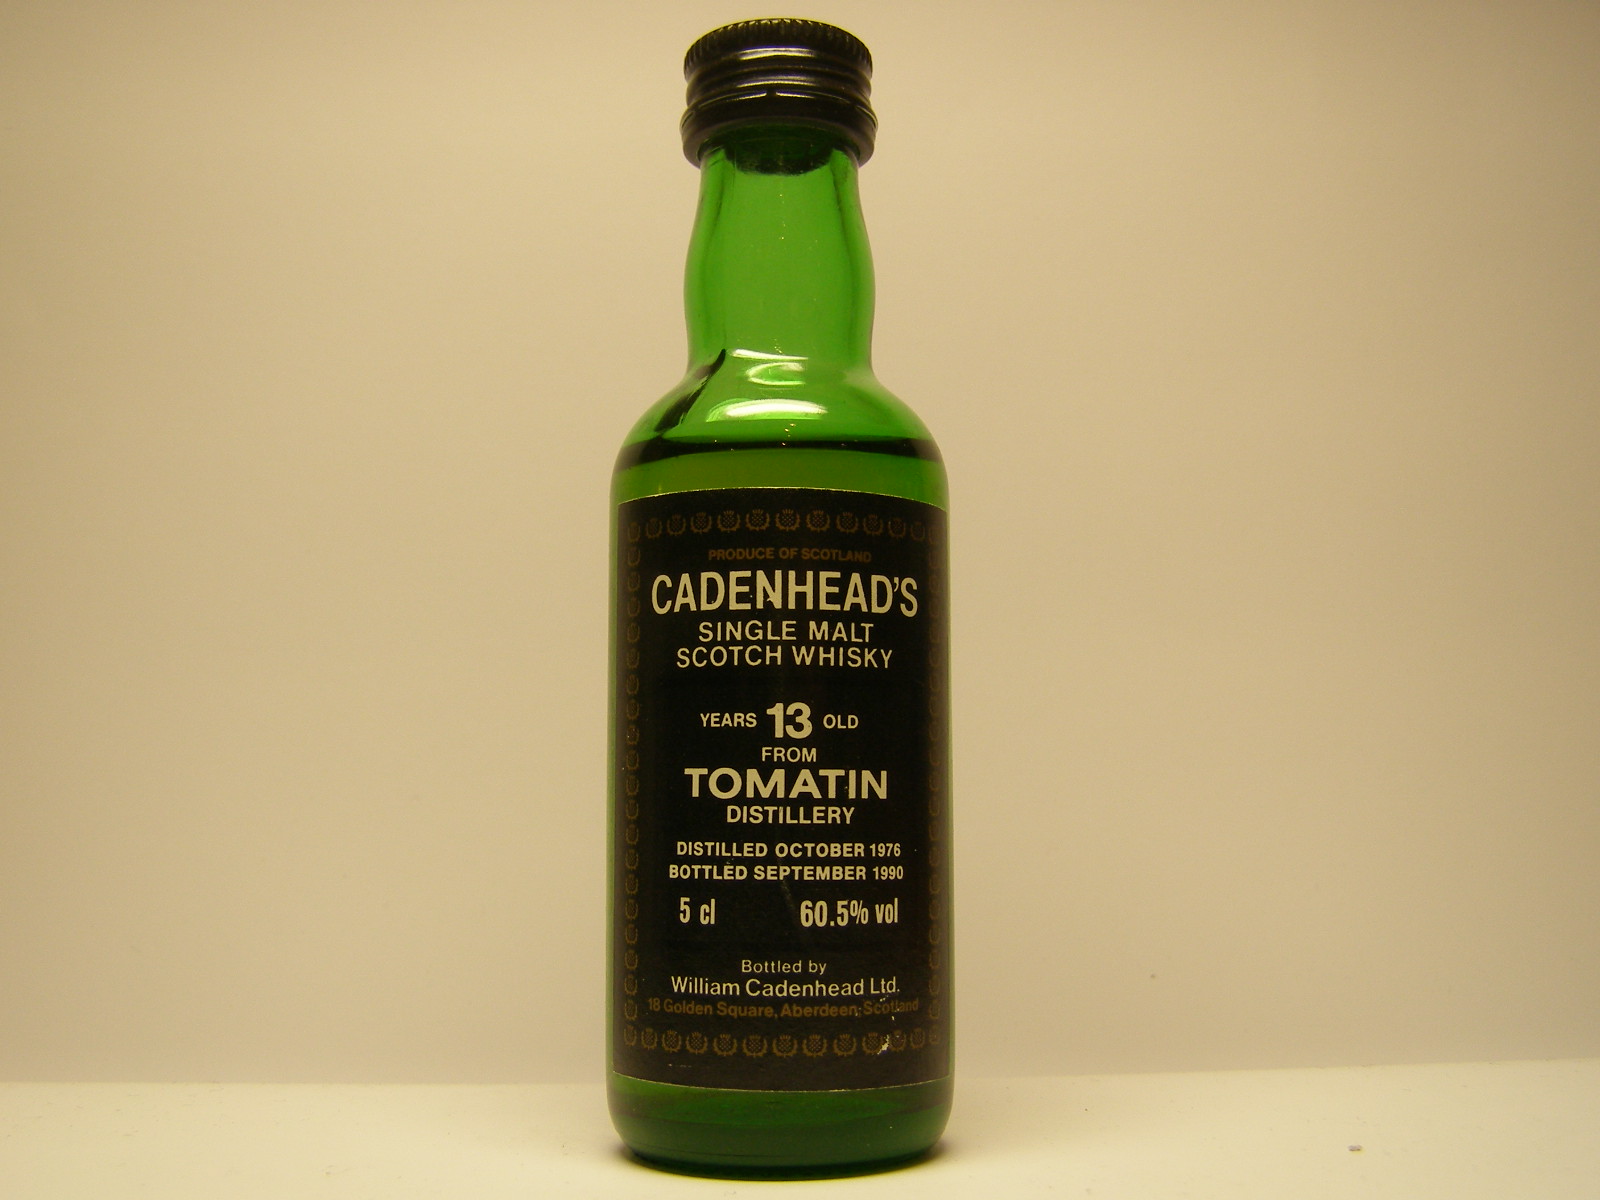 PRODUCE OF SCOTLAND
CADENHEAD'S
SINGLE MALT
SCOTCH WHISKY
YEARS 13 OLD
FROM
TOMATIN
DISTILLERY
DISTILLED OCTOBER 1976
BOTTLED SEPTEMBER 1990
5 cl 60.5% vol
Bottled by
William Cadenhead Ltd.
18 Golden Square, Aberdeen, Scotland